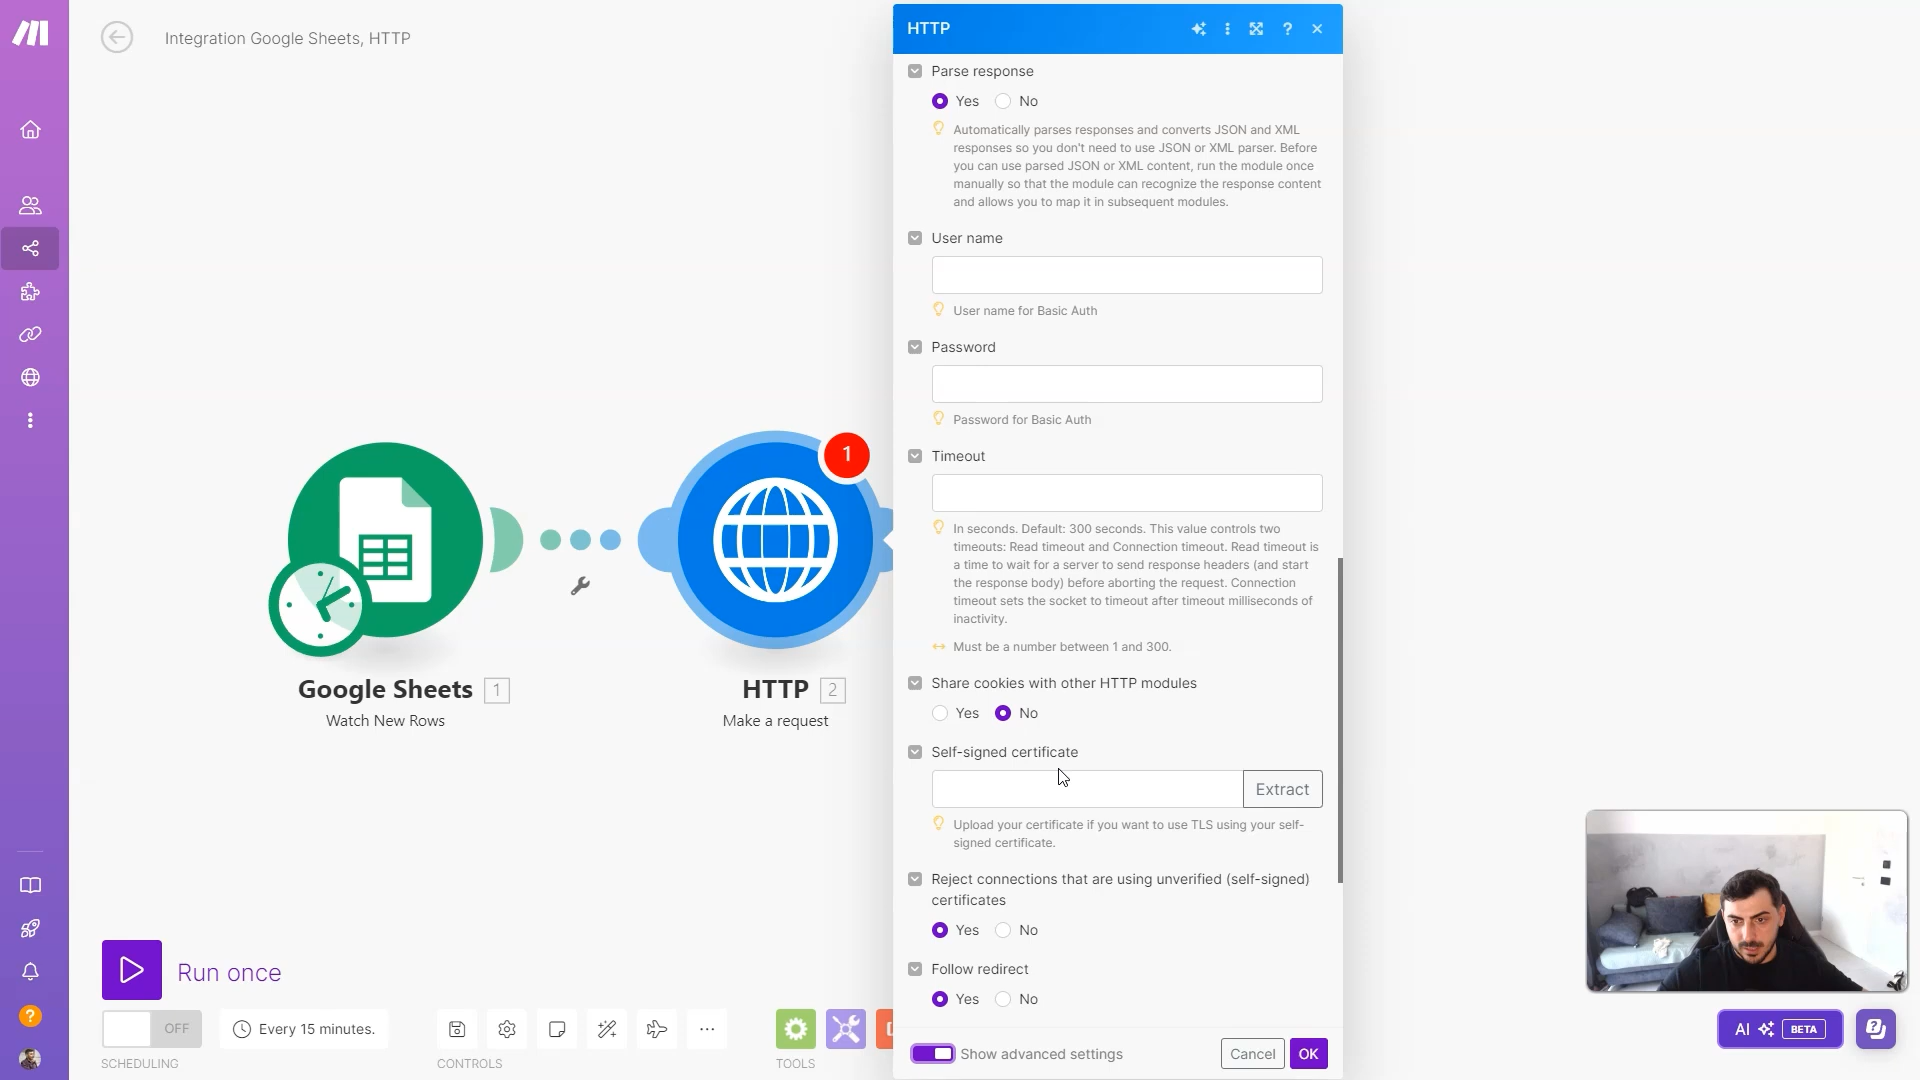 Integration Google Sheets, HTTP
HTTP
?
Parse response
Yes
No
Automatically parses responses and converts JSON and XML
responses so you don't need to use JSON or XML parser. Before
you can use parsed JSON or XML content, run the module once
manually so that the module can recognize the response content
and allows you to map it in subsequent modules.
User name
User name for Basic Auth
Password
Password for Basic Auth
Timeout
In seconds. Default: 300 seconds. This value controls two
timeouts: Read timeout and Connection timeout. Read timeout is
a time to wait for a server to send response headers (and start
the response body) before aborting the request. Connection
timeout sets the socket to timeout after timeout milliseconds of
inactivity.
Must be a number between 1 and 300.
Share cookies with other HTTP modules
Yes
No
Self-signed certificate
Extract
Upload your certificate if you want to use TLS using your self-
signed certificate.
Reject connections that are using unverified (self-signed)
certificates
Yes
No
Follow redirect
Yes
No
Show advanced settings
Cancel
OK
1
Google Sheets 1
Watch New Rows
HTTP 2
Make a request
Run once
OFF
Every 15 minutes.
SCHEDULING
CONTROLS
TOOLS
?
AI BETA
?